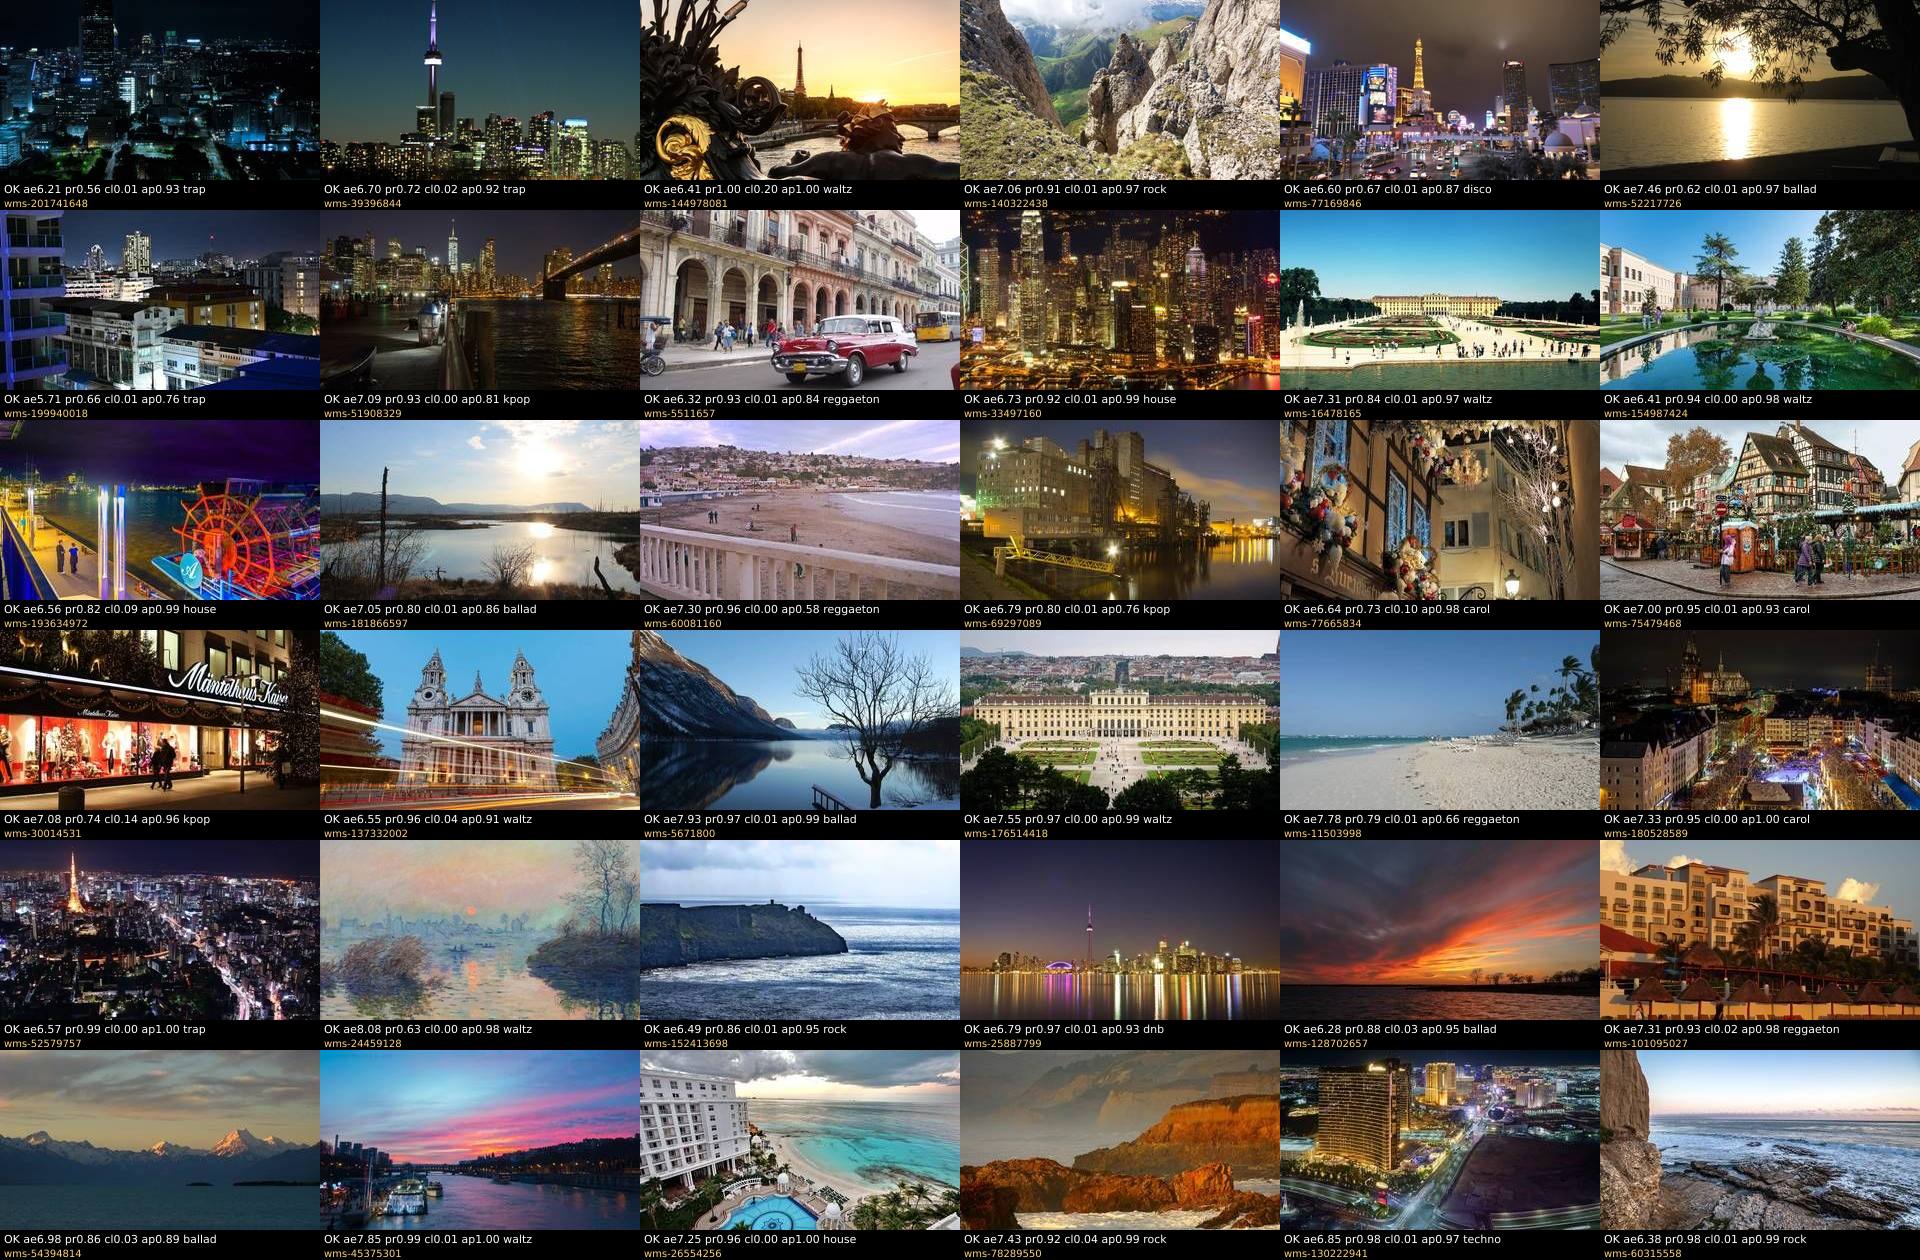 OK ae6.21 pr0.56 cl0.01 ap0.93 trap
wms-201741648
OK ae6.70 pr0.72 cl0.02 ap0.92 trap
wms-39396844
OK ae6.41 pr1.00 cl0.20 ap1.00 waltz
wms-144978081
OK ae7.06 pr0.91 cl0.01 ap0.97 rock
wms-140322438
OK ae6.60 pr0.67 cl0.01 ap0.87 disco
wms-77169846
OK ae7.46 pr0.62 cl0.01 ap0.97 ballad
wms-52217726
OK ae5.71 pr0.66 cl0.01 ap0.76 trap
wms-199940018
OK ae7.09 pr0.93 cl0.00 ap0.81 kpop
wms-51908329
OK ae6.32 pr0.93 cl0.01 ap0.84 reggaeton
wms-5511657
OK ae6.73 pr0.92 cl0.01 ap0.99 house
wms-33497160
OK ae7.31 pr0.84 cl0.01 ap0.97 waltz
wms-16478165
OK ae6.41 pr0.94 cl0.00 ap0.98 waltz
wms-154987424
OK ae6.56 pr0.82 cl0.09 ap0.99 house
wms-193634972
OK ae7.05 pr0.80 cl0.01 ap0.86 ballad
wms-181866597
OK ae7.30 pr0.96 cl0.00 ap0.58 reggaeton
wms-60081160
OK ae6.79 pr0.80 cl0.01 ap0.76 kpop
wms-69297089
OK ae6.64 pr0.73 cl0.10 ap0.98 carol
wms-77665834
OK ae7.00 pr0.95 cl0.01 ap0.93 carol
wms-75479468
Mäntelhaus Kaiser
Mäntelhaus Kaiser
OK ae7.08 pr0.74 cl0.14 ap0.96 kpop
wms-30014531
OK ae6.55 pr0.96 cl0.04 ap0.91 waltz
wms-137332002
OK ae7.93 pr0.97 cl0.01 ap0.99 ballad
wms-5671800
OK ae7.55 pr0.97 cl0.00 ap0.99 waltz
wms-176514418
OK ae7.78 pr0.79 cl0.01 ap0.66 reggaeton
wms-11503998
OK ae7.33 pr0.95 cl0.00 ap1.00 carol
wms-180528589
OK ae6.57 pr0.99 cl0.00 ap1.00 trap
wms-52579757
OK ae8.08 pr0.63 cl0.00 ap0.98 waltz
wms-24459128
OK ae6.49 pr0.86 cl0.01 ap0.95 rock
wms-152413698
OK ae6.79 pr0.97 cl0.01 ap0.93 dnb
wms-25887799
OK ae6.28 pr0.88 cl0.03 ap0.95 ballad
wms-128702657
OK ae7.31 pr0.93 cl0.02 ap0.98 reggaeton
wms-101095027
OK ae6.98 pr0.86 cl0.03 ap0.89 ballad
wms-54394814
OK ae7.85 pr0.99 cl0.01 ap1.00 waltz
wms-45375301
OK ae7.25 pr0.96 cl0.00 ap1.00 house
wms-26554256
OK ae7.43 pr0.92 cl0.04 ap0.99 rock
wms-78289550
OK ae6.85 pr0.98 cl0.01 ap0.97 techno
wms-130222941
OK ae6.38 pr0.98 cl0.01 ap0.99 rock
wms-60315558